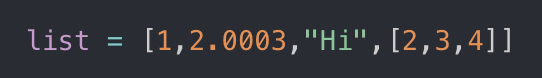 list = [1,2.0003,"Hi",[2,3,4]]